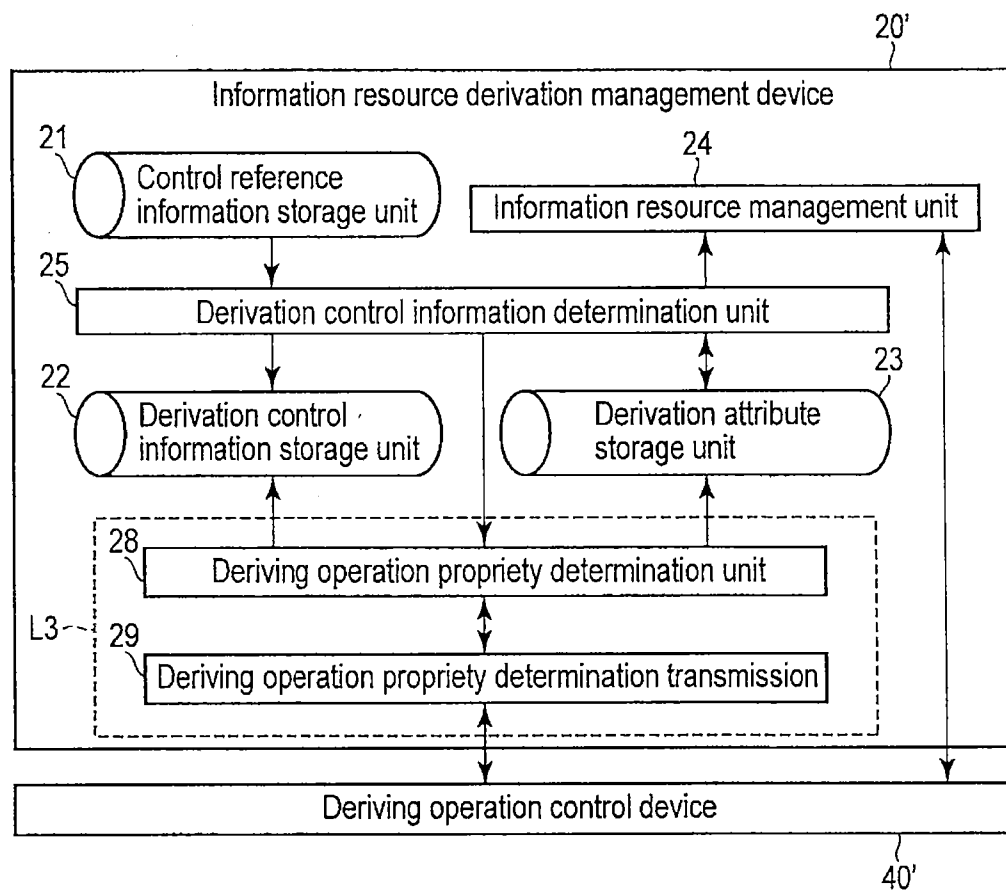 20'
Information resource derivation management device
21
Control reference
information storage unit
24
Information resource management unit
25
Derivation control information determination unit
22
Derivation control
information storage unit
23
Derivation attribute
storage unit
28
Deriving operation propriety determination unit
L3
29
Deriving operation propriety determination transmission
Deriving operation control device
40'